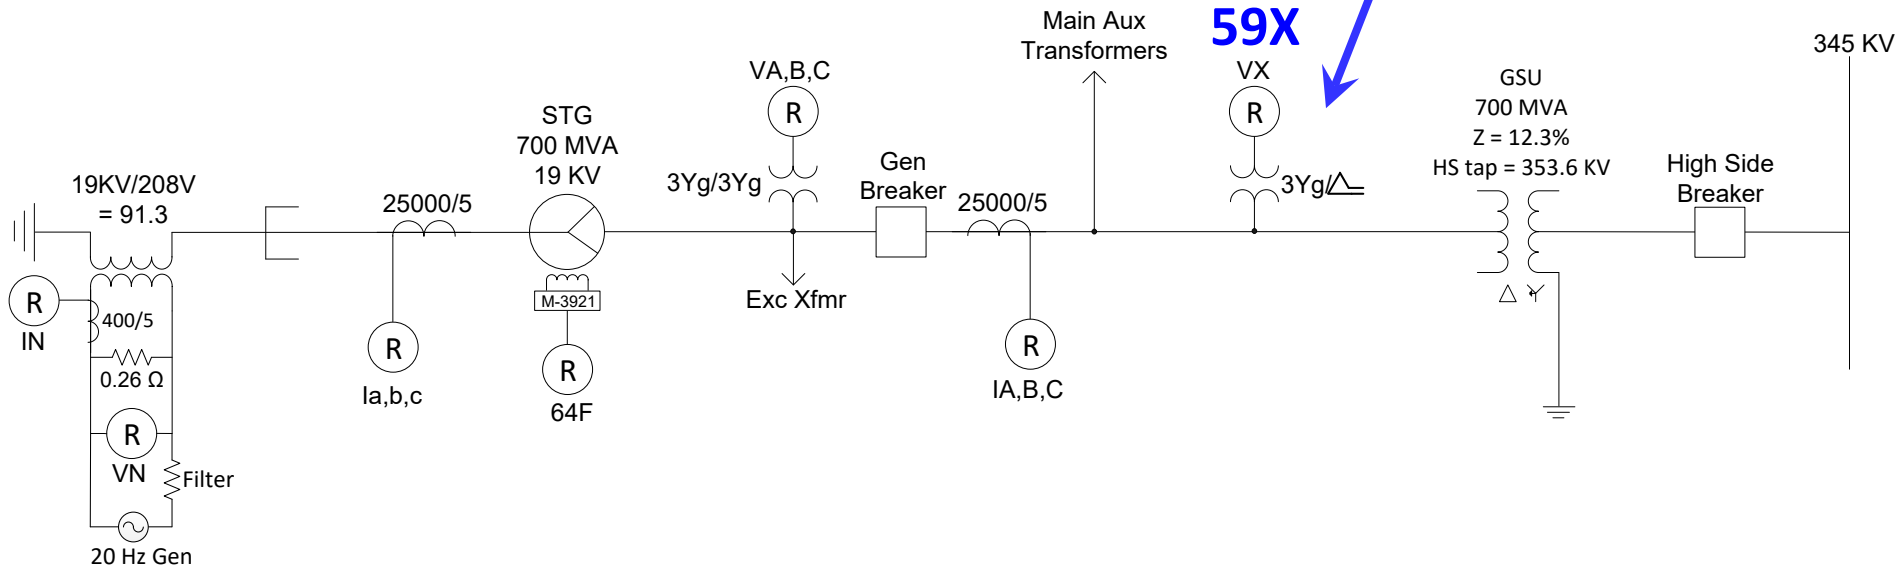 59X
Main Aux
Transformers
345 KV
VA,B,C
VX
GSU
700 MVA
Z = 12.3%
HS tap = 353.6 KV
R
R
STG
700 MVA
19 KV
Gen
Breaker
High Side
Breaker
19KV/208V
= 91.3
3Yg/3Yg
3Yg/
25000/5
25000/5
R
IN
400/5
M-3921
Exc Xfmr
0.26 Ω
R
Ia,b,c
R
64F
R
IA,B,C
R
VN
Filter
20 Hz Gen